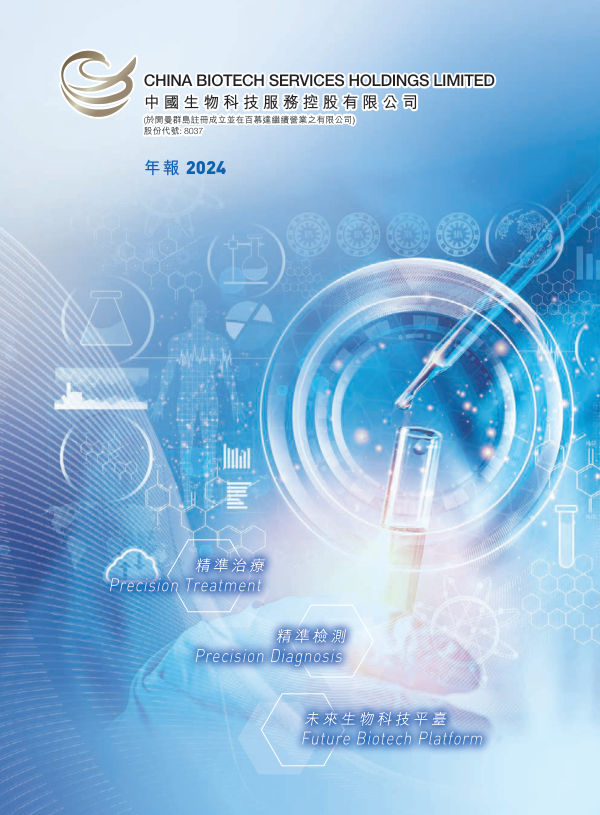 CHINA BIOTECH SERVICES HOLDINGS LIMITED
中國生物科技服務控股有限公司
(於開曼群島註冊成立並在百慕達繼續營業之有限公司)
股份代號: 8037
年報 2024
精準治療
Precision Treatment
精準檢測
Precision Diagnosis
未來生物科技平臺
Future Biotech Platform